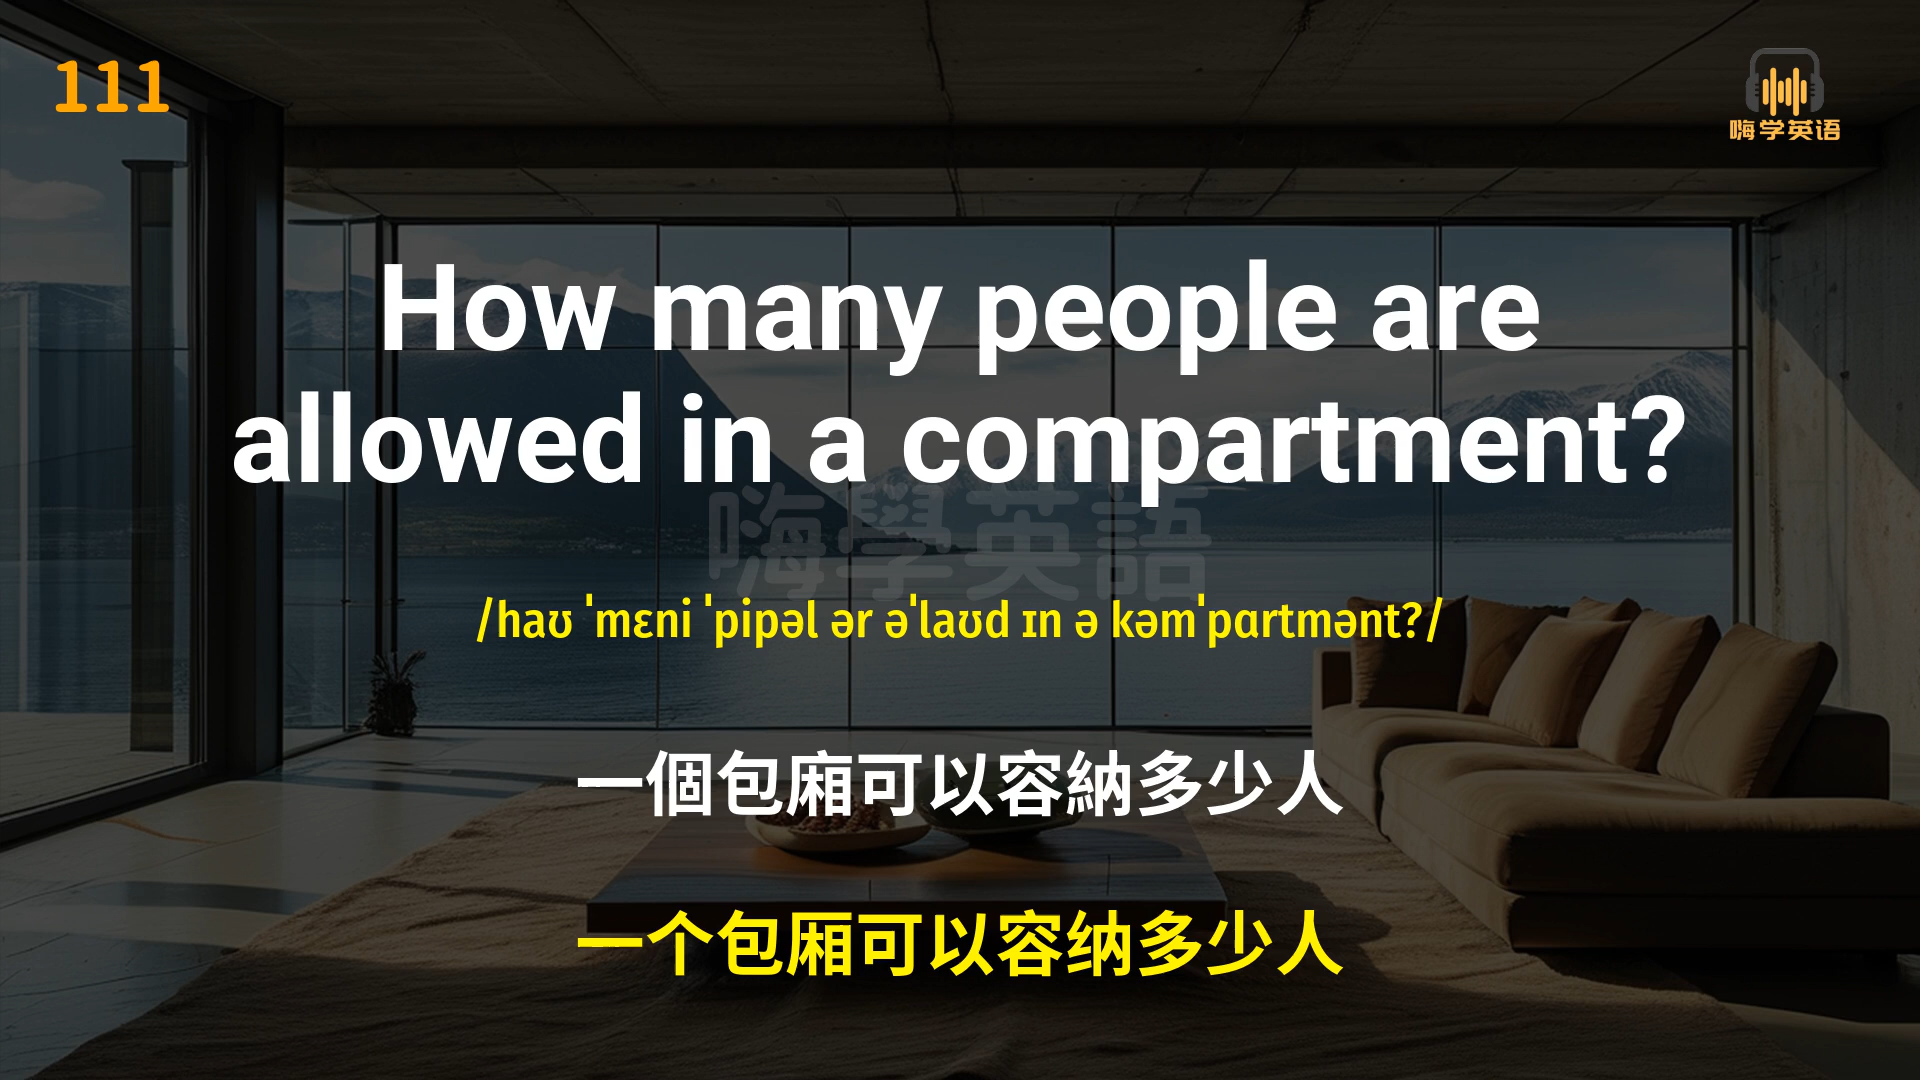 111
嗨学英语
How many people are
allowed in a compartment?
嗨學英語
/haʊ ˈmɛni ˈpipəl ər əˈlaʊd ɪn ə kəmˈpɑrtmənt?/
一個包廂可以容納多少人
一个包厢可以容纳多少人